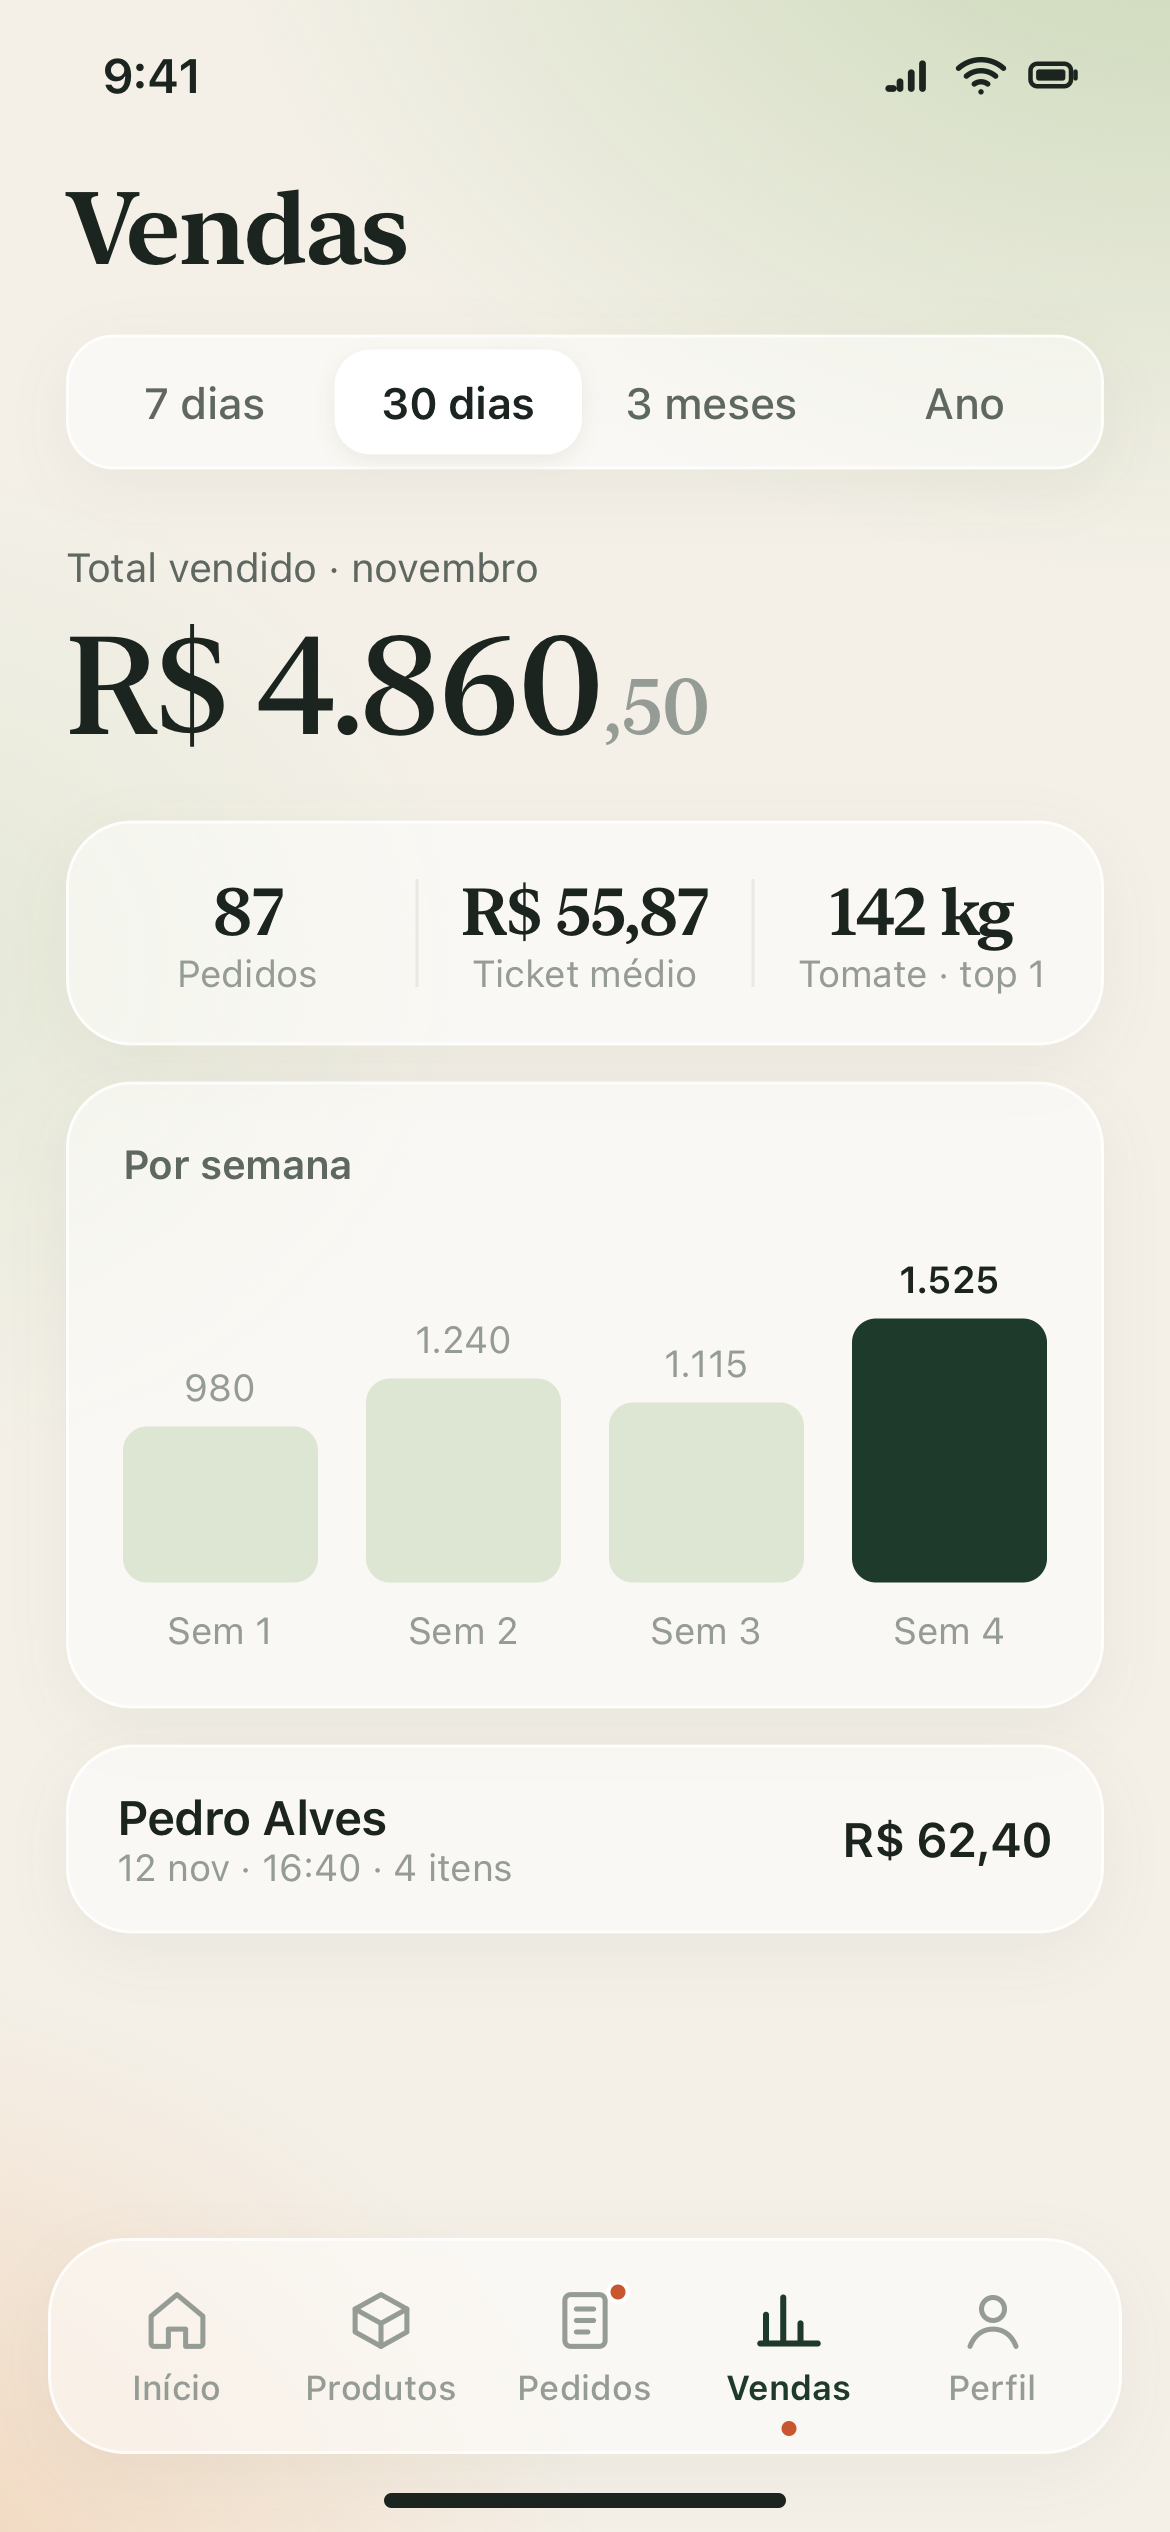 9:41
Vendas
7 dias 30 dias 3 meses Ano
Total vendido · novembro
R$ 4.860,50
87 R$ 55,87 142 kg
Pedidos Ticket médio Tomate · top 1
Por semana
980 1.240 1.115 1.525
Sem 1 Sem 2 Sem 3 Sem 4
Pedro Alves R$ 62,40
12 nov · 16:40 · 4 itens
Início Produtos Pedidos Vendas Perfil